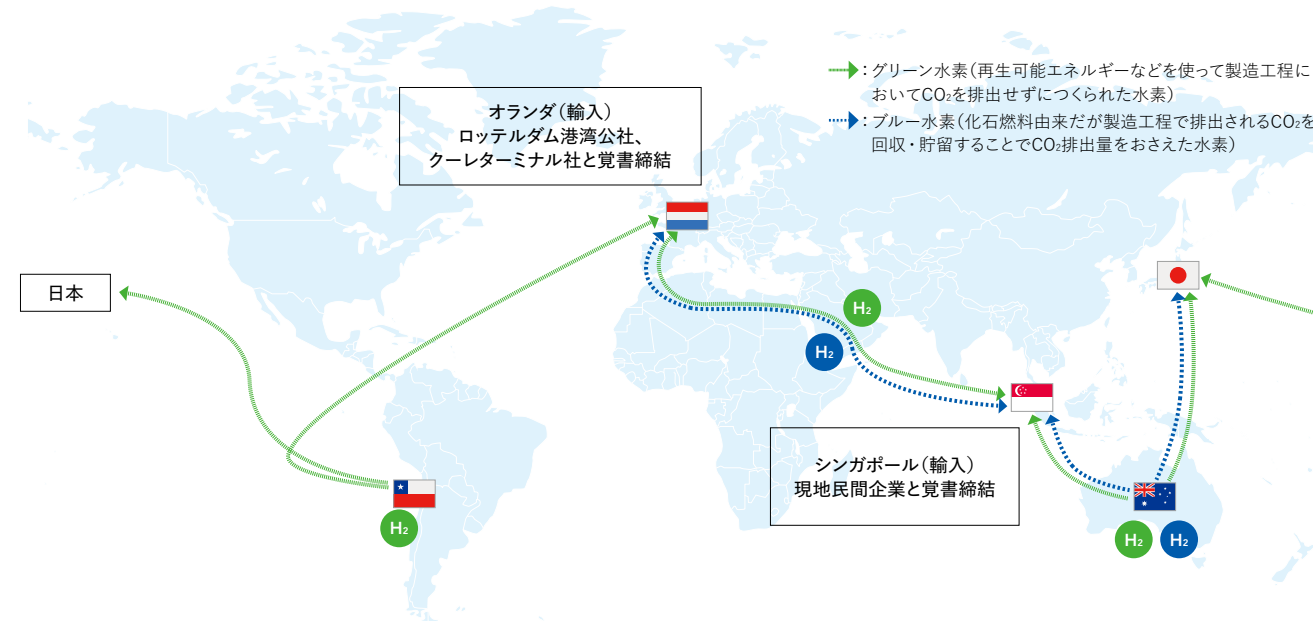 ：グリーン水素（再生可能エネルギーなどを使って製造工程に
おいてCO₂を排出せずにつくられた水素）
：ブルー水素（化石燃料由来だが製造工程で排出されるCO₂を
回収・貯留することでCO₂排出量をおさえた水素）
オランダ（輸入）
ロッテルダム港湾公社、
クーレターミナル社と覚書締結
日本
H₂
H₂
シンガポール（輸入）
現地民間企業と覚書締結
H₂
H₂
H₂